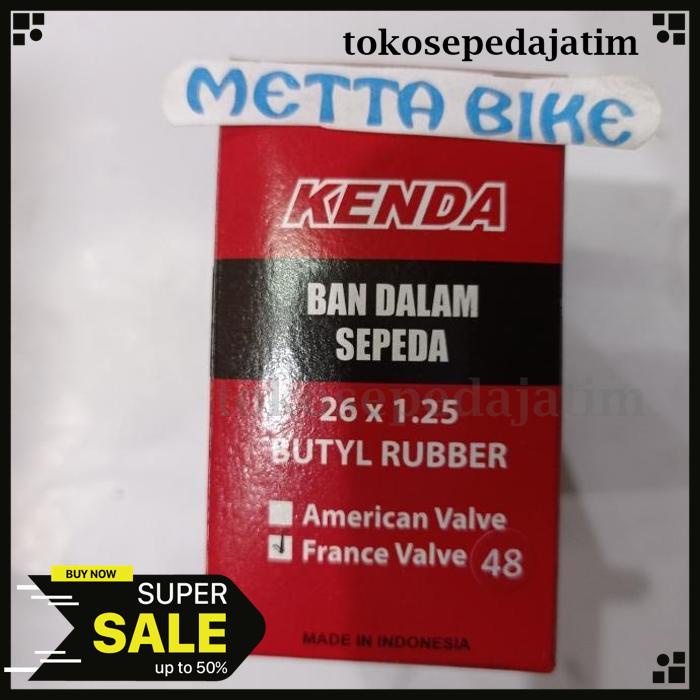 tokosepedajatim
METTA BIKE
KENDA
BAN DALAM
SEPEDA
tokosepedajatim
26 x 1.25
BUTYL RUBBER
American Valve
France Valve 48
MADE IN INDONESIA
BUY NOW
SUPER
SALE
up to 50%